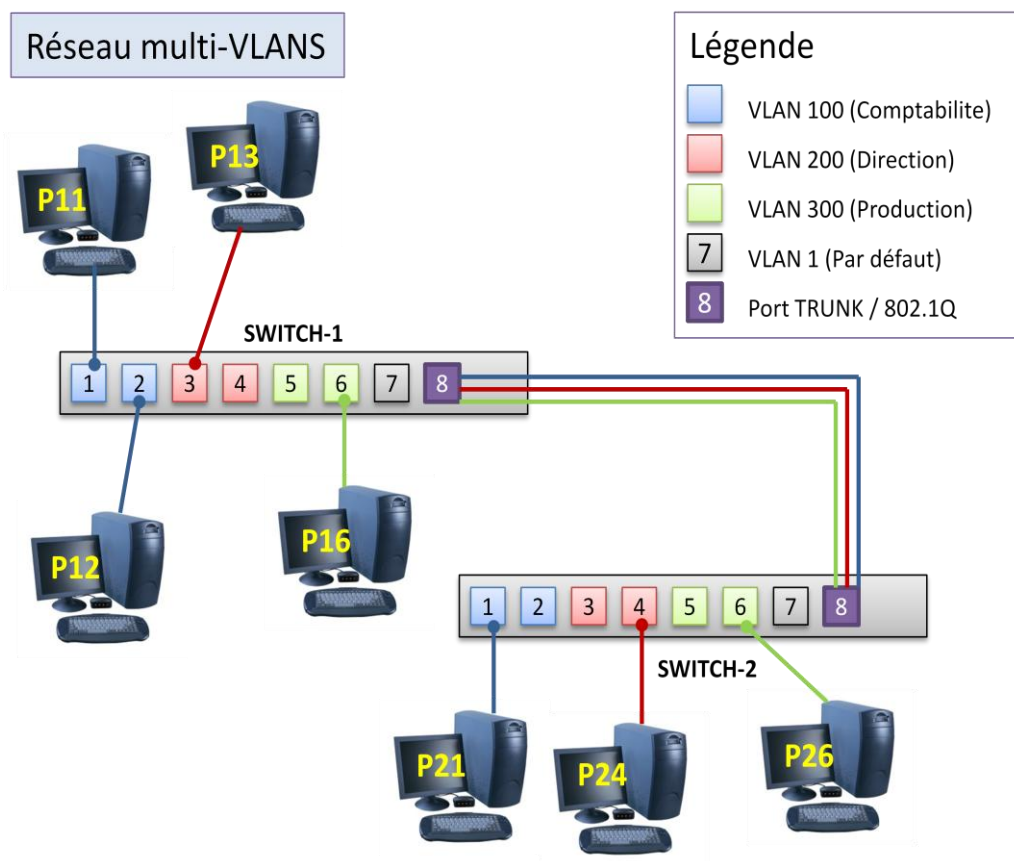 Réseau multi-VLANS
Légende
VLAN 100 (Comptabilite)
VLAN 200 (Direction)
VLAN 300 (Production)
7 VLAN 1 (Par défaut)
8 Port TRUNK / 802.1Q
P13
P11
SWITCH-1
1 2 3 4 5 6 7 8
P12
P16
1 2 3 4 5 6 7 8
SWITCH-2
P21
P24
P26